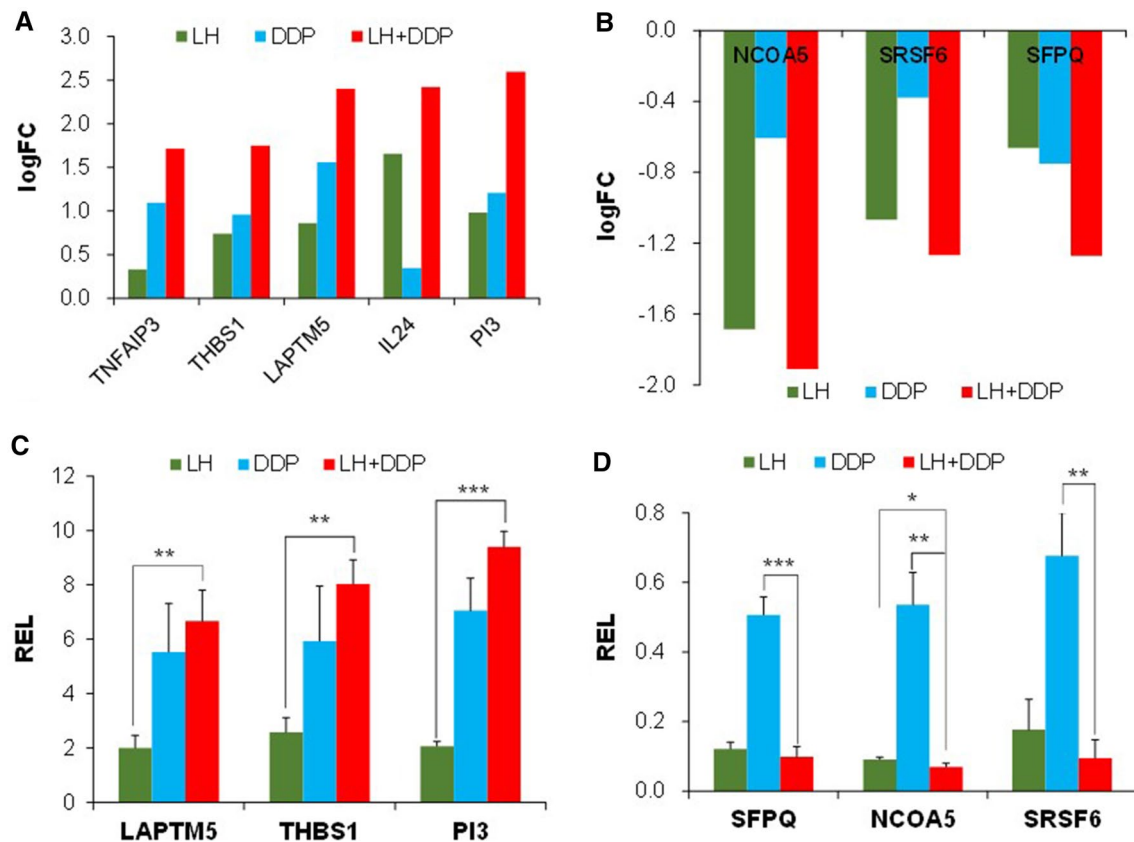 A
LH DDP LH+DDP
logFC
3.0
2.5
2.0
1.5
1.0
0.5
0.0
TNFAIP3 THBS1 LAPTM5 IL24 PI3
B
logFC
0.0
-0.4
-0.8
-1.2
-1.6
-2.0
NCOA5 SRSF6 SFPQ
LH DDP LH+DDP
C
LH DDP LH+DDP
REL
12
10
8
6
4
2
0
** ** ***
LAPTM5 THBS1 PI3
D
LH DDP LH+DDP
REL
0.8
0.6
0.4
0.2
0.0
*** * ** **
SFPQ NCOA5 SRSF6